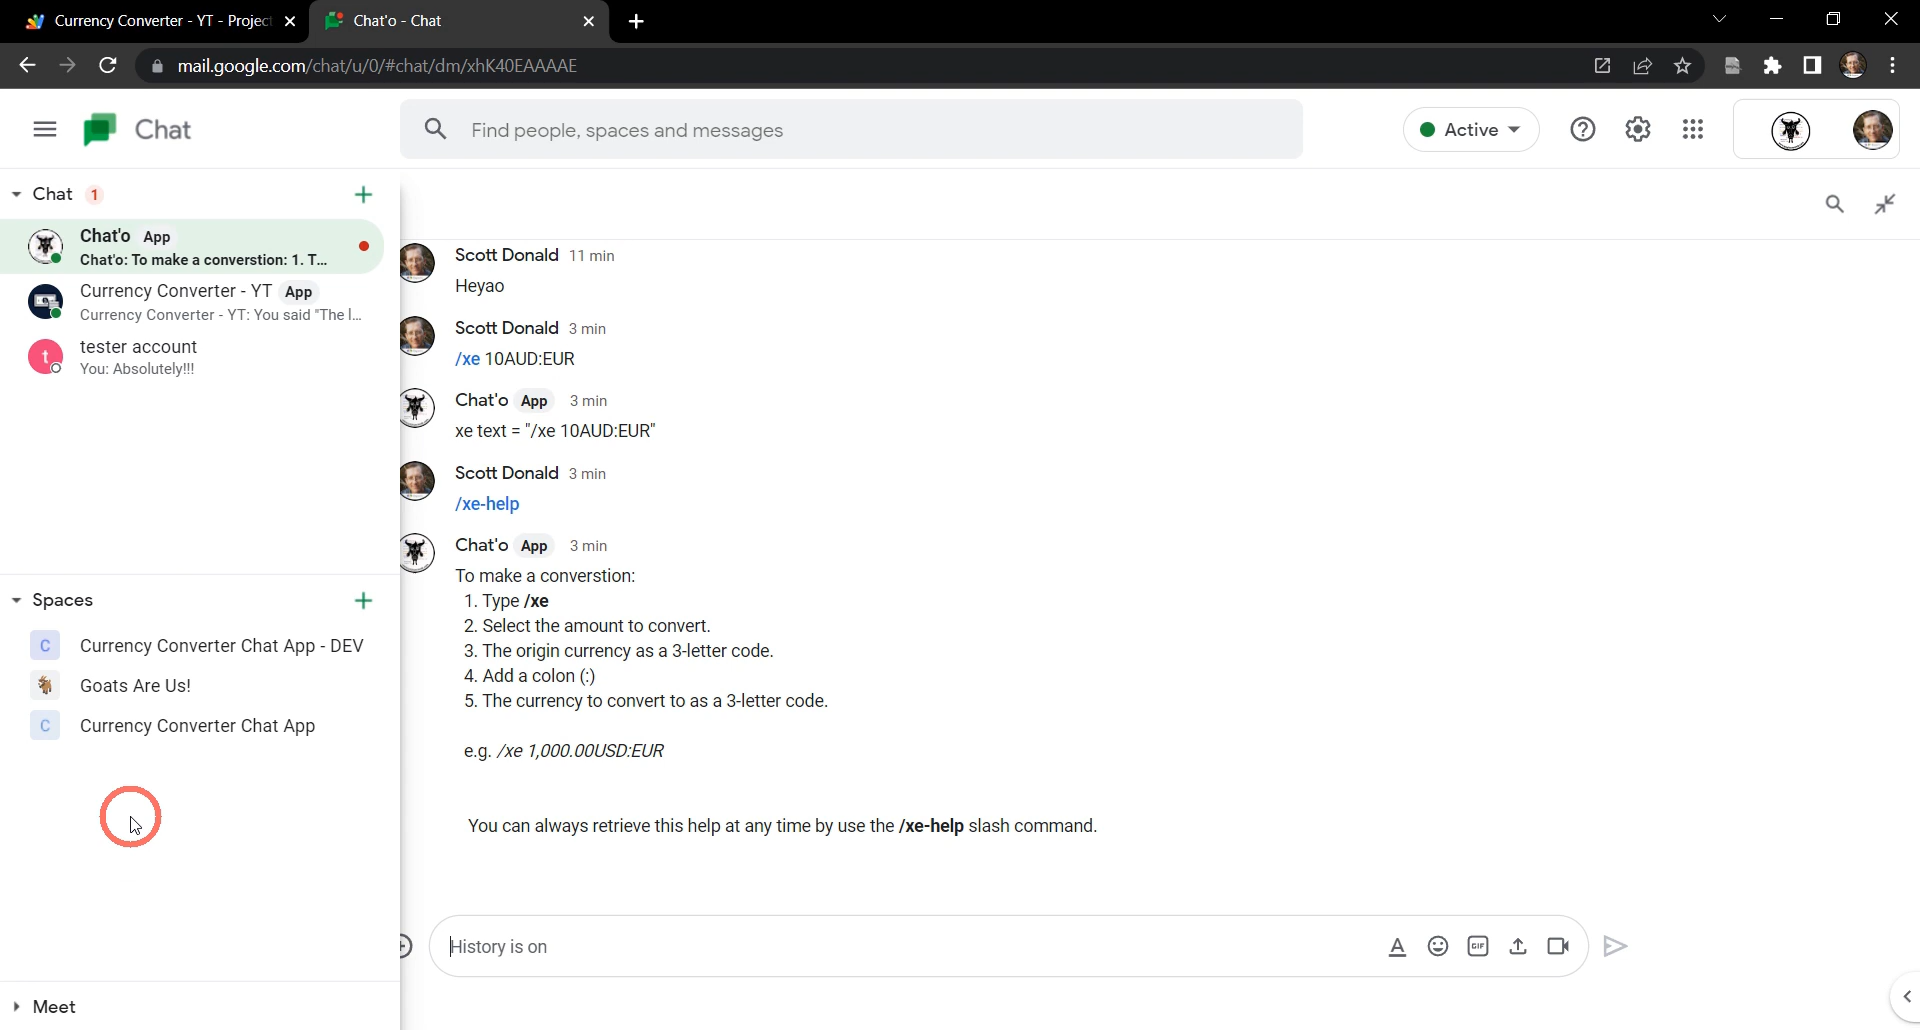 Currency Converter - YT - Projec
Chat'o - Chat
mail.google.com/chat/u/0/#chat/dm/xhK40EAAAAE
Chat
Find people, spaces and messages
Active
Chat 1
Chat'o App
Chat'o: To make a converstion: 1. T...
Currency Converter - YT App
Currency Converter - YT: You said "The l...
t
tester account
You: Absolutely!!!
Spaces
C Currency Converter Chat App - DEV
Goats Are Us!
C Currency Converter Chat App
Meet
Scott Donald 11 min
Heyao
Scott Donald 3 min
/xe 10AUD:EUR
Chat'o App 3 min
xe text = "/xe 10AUD:EUR"
Scott Donald 3 min
/xe-help
Chat'o App 3 min
To make a converstion:
1. Type /xe
2. Select the amount to convert.
3. The origin currency as a 3-letter code.
4. Add a colon (:)
5. The currency to convert to as a 3-letter code.
e.g. /xe 1,000.00USD:EUR
You can always retrieve this help at any time by use the /xe-help slash command.
History is on
GIF